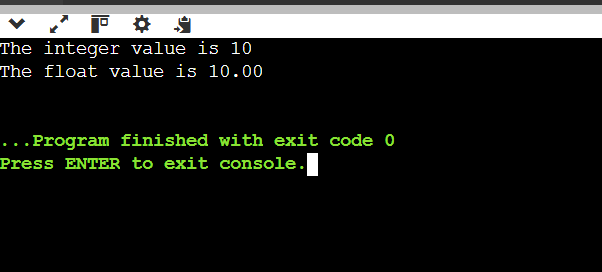 The integer value is 10
The float value is 10.00
...Program finished with exit code 0
Press ENTER to exit console.